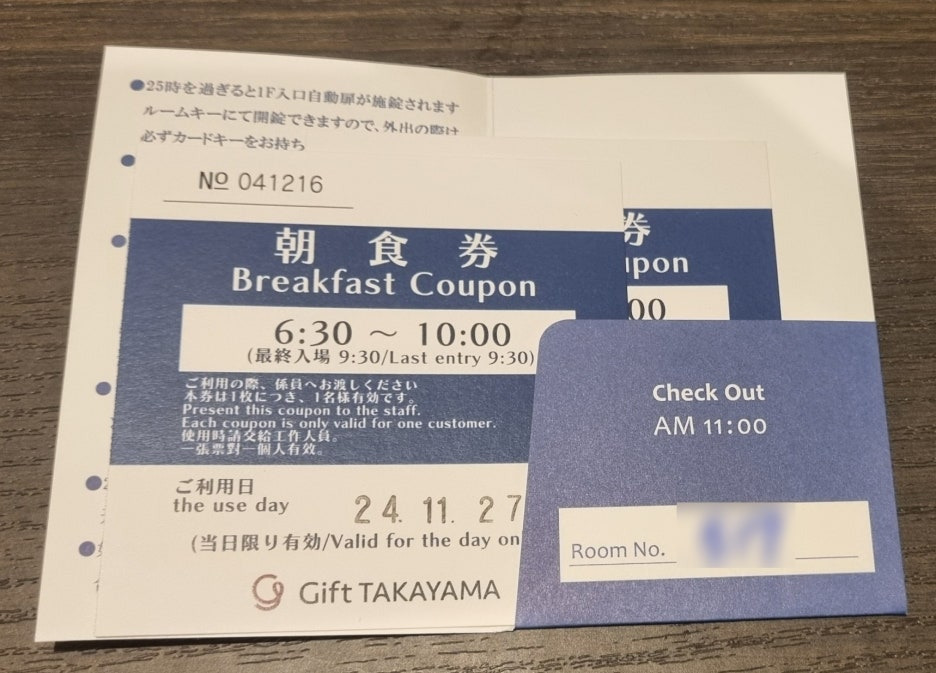 ●25時を過ぎると1F入口自動扉が施錠されます
ルームキーにて開錠できますので、外出の際は
必ずカードキーをお持ち
№ 041216
朝食券
Breakfast Coupon
6:30 ～ 10:00
(最終入場 9:30/Last entry 9:30)
ご利用の際、係員へお渡しください
本券は1枚につき、1名様有効です。
Present this coupon to the staff.
Each coupon is only valid for one customer.
使用時請交給工作人員。
一張票對一個人有效。
ご利用日
the use day
24. 11. 27
(当日限り有効/Valid for the day on
Gift TAKAYAMA
券
upon
00
Check Out
AM 11:00
Room No.